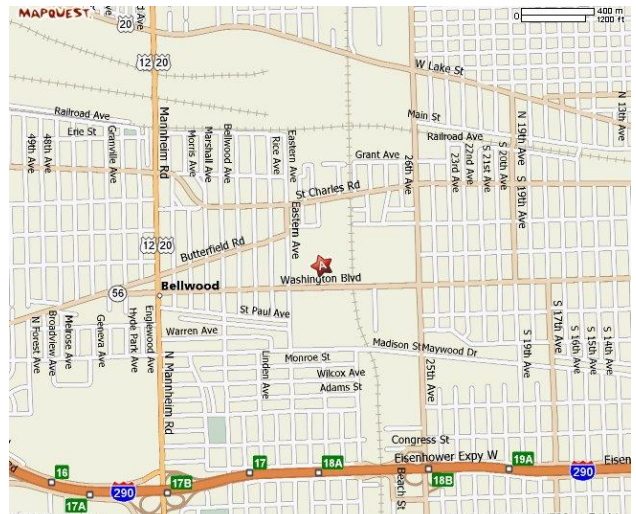 MAPQUEST.
20
d Ave
400 m
0
1200 ft
12 20
W Lake St
Railroad Ave
Mannheim Rd
Main St
N 13th Ave
Erie St
49th Ave
48th Ave
Granville Ave
Morris Ave
Marshall Ave
Bellwood Ave
Rice Ave
Eastern Ave
Grant Ave
26th Ave
Railroad Ave
23rd Ave
22nd Ave
S 21st Ave
S 20th Ave
N 19th Ave
S 19th Ave
St Charles Rd
Eastern Ave
12 20
Butterfield Rd
A
56
Bellwood
Washington Blvd
St Paul Ave
N Forest Ave
Broadview Ave
Melrose Ave
Geneva Ave
Hyde Park Ave
Englewood Ave
Warren Ave
Madison St
Maywood Dr
S 19th Ave
S 17th Ave
S 16th Ave
S 15th Ave
S 14th Ave
N Mannheim Rd
Linden Ave
Monroe St
Wilcox Ave
Adams St
25th Ave
Congress St
Eisenhower Expy W
Eisen
Rd
16
17A
290
17B
17
18A
Beach St
18B
19A
290